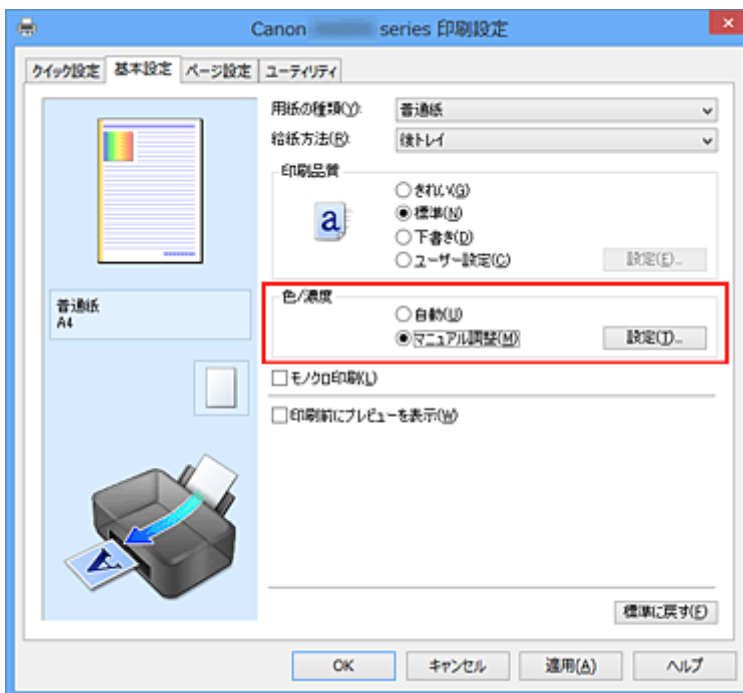 Canon series 印刷設定
クイック設定 基本設定 ページ設定 ユーティリティ
用紙の種類(Y): 普通紙
給紙方法(R): 後トレイ
印刷品質
a
きれい(G)
標準(N)
下書き(D)
ユーザー設定(C) 設定(E)...
普通紙
A4
色/濃度
自動(U)
マニュアル調整(M) 設定(T)...
モノクロ印刷(L)
印刷前にプレビューを表示(W)
A
標準に戻す(F)
OK キャンセル 適用(A) ヘルプ